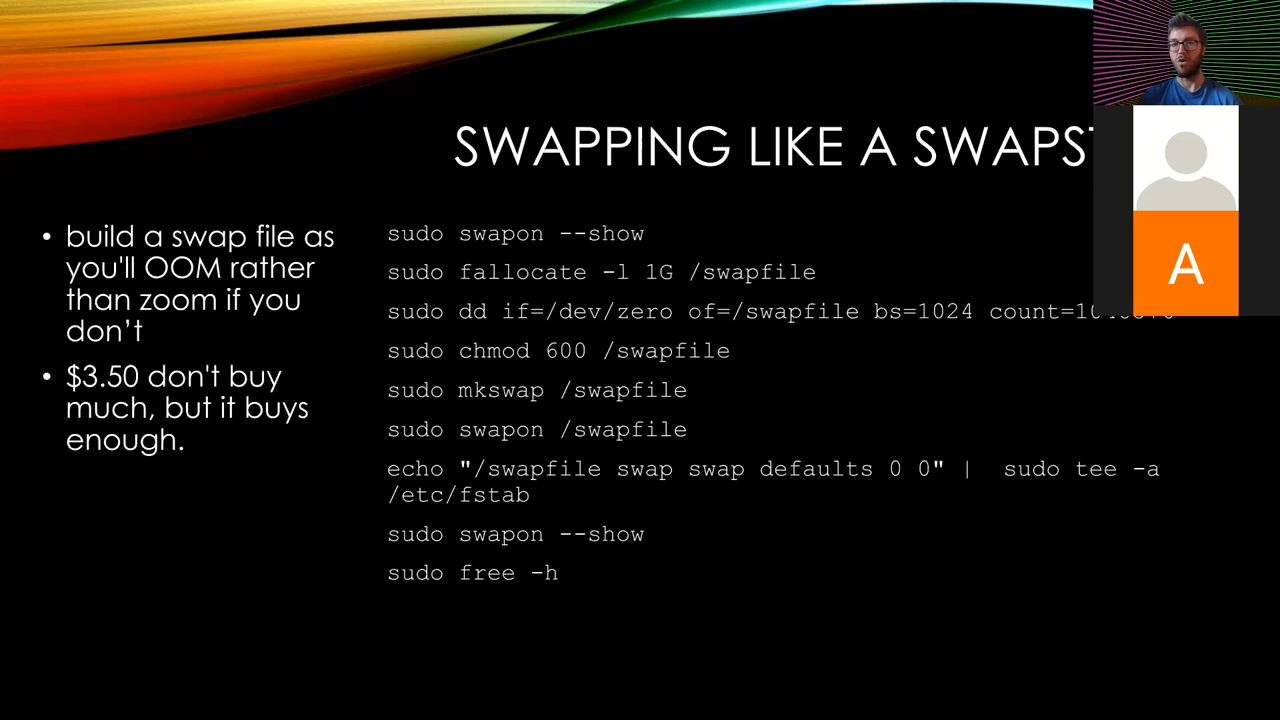 SWAPPING LIKE A
• build a swap file as
you'll OOM rather
than zoom if you
don't
• $3.50 don't buy
much, but it buys
enough.
sudo swapon --show
sudo fallocate -l 1G /swapfile
sudo dd if=/dev/zero of=/swapfile bs=1024
sudo chmod 600 /swapfile
sudo mkswap /swapfile
sudo swapon /swapfile
echo "/swapfile swap swap defaults 0 0" | sudo tee -a
/etc/fstab
sudo swapon --show
sudo free -h
A